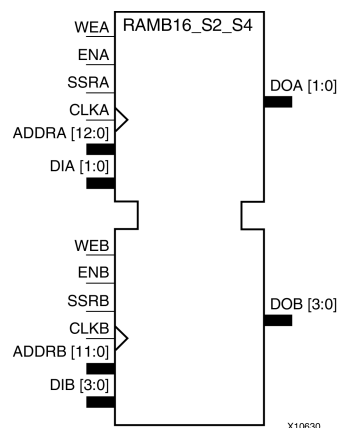 RAMB16_S2_S4
WEA
ENA
SSRA
CLKA
ADDRA [12:0]
DIA [1:0]
DOA [1:0]
WEB
ENB
SSRB
CLKB
ADDRB [11:0]
DIB [3:0]
DOB [3:0]
X10630